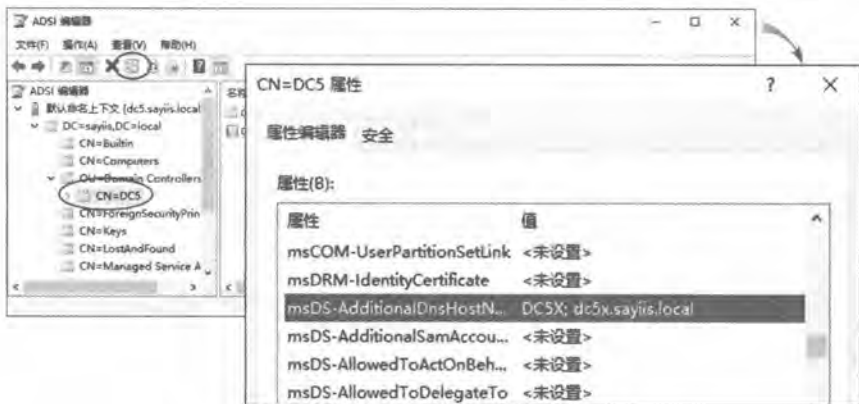 ADSI 编辑器
文件(F) 操作(A) 查看(V) 帮助(H)
ADSI 编辑器
默认命名上下文 [dc5.sayiis.local
DC=sayiis,DC=local
CN=Builtin
CN=Computers
OU=Domain Controllers
CN=DC5
CN=ForeignSecurityPrin
CN=Keys
CN=LostAndFound
CN=Managed Service A
CN=DC5 属性
属性编辑器 安全
属性(B):
属性 值
msCOM-UserPartitionSetLink <未设置>
msDRM-IdentityCertificate <未设置>
msDS-AdditionalDnsHostN... DC5X; dc5x.sayiis.local
msDS-AdditionalSamAccou... <未设置>
msDS-AllowedToActOnBeh... <未设置>
msDS-AllowedToDelegateTo <未设置>